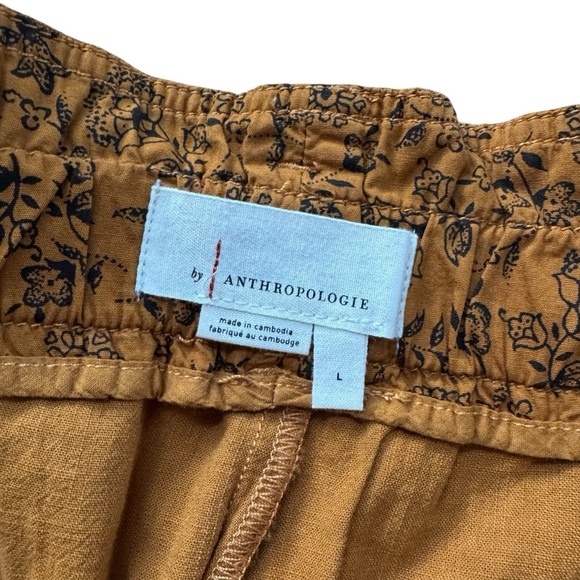 by ANTHROPOLOGIE
made in cambodia
fabriqué au cambodge
L